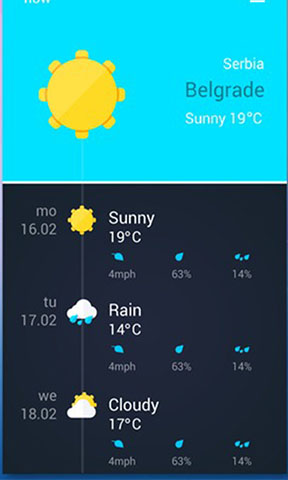 now
Serbia
Belgrade
Sunny 19°C
mo
16.02
Sunny
19°C
4mph 63% 14%
tu
17.02
Rain
14°C
4mph 63% 14%
we
18.02
Cloudy
17°C
4mph 63% 14%